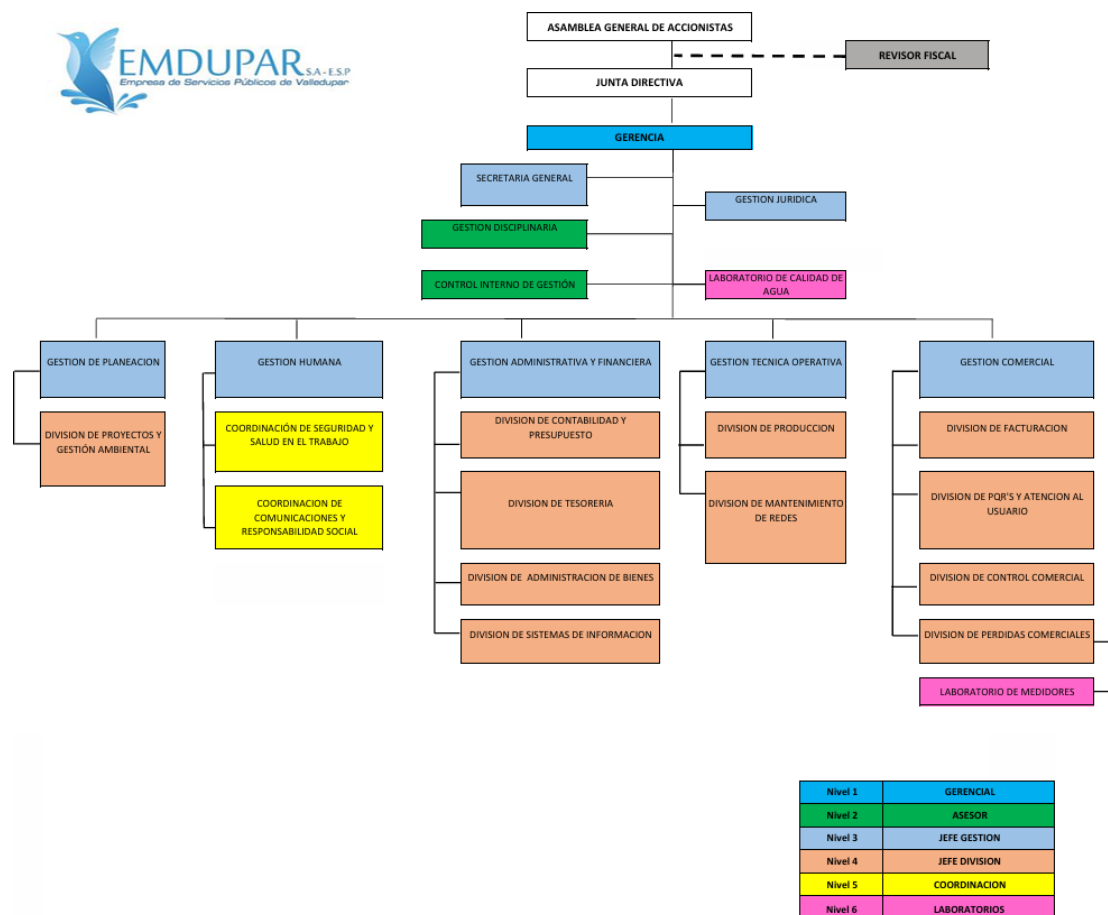 ASAMBLEA GENERAL DE ACCIONISTAS
EMDUPAR S.A - E.S.P
Empresa de Servicios Públicos de Valledupar
REVISOR FISCAL
JUNTA DIRECTIVA
GERENCIA
SECRETARIA GENERAL
GESTION JURIDICA
GESTION DISCIPLINARIA
CONTROL INTERNO DE GESTIÓN
LABORATORIO DE CALIDAD DE
AGUA
GESTION DE PLANEACION
DIVISION DE PROYECTOS Y
GESTIÓN AMBIENTAL
GESTION HUMANA
COORDINACIÓN DE SEGURIDAD Y
SALUD EN EL TRABAJO
COORDINACION DE
COMUNICACIONES Y
RESPONSABILIDAD SOCIAL
GESTION ADMINISTRATIVA Y FINANCIERA
DIVISION DE CONTABILIDAD Y
PRESUPUESTO
DIVISION DE TESORERIA
DIVISION DE ADMINISTRACION DE BIENES
DIVISION DE SISTEMAS DE INFORMACION
GESTION TECNICA OPERATIVA
DIVISION DE PRODUCCION
DIVISION DE MANTENIMIENTO
DE REDES
GESTION COMERCIAL
DIVISION DE FACTURACION
DIVISION DE PQR'S Y ATENCION AL
USUARIO
DIVISION DE CONTROL COMERCIAL
DIVISION DE PERDIDAS COMERCIALES
LABORATORIO DE MEDIDORES
Nivel 1 GERENCIAL
Nivel 2 ASESOR
Nivel 3 JEFE GESTION
Nivel 4 JEFE DIVISION
Nivel 5 COORDINACION
Nivel 6 LABORATORIOS